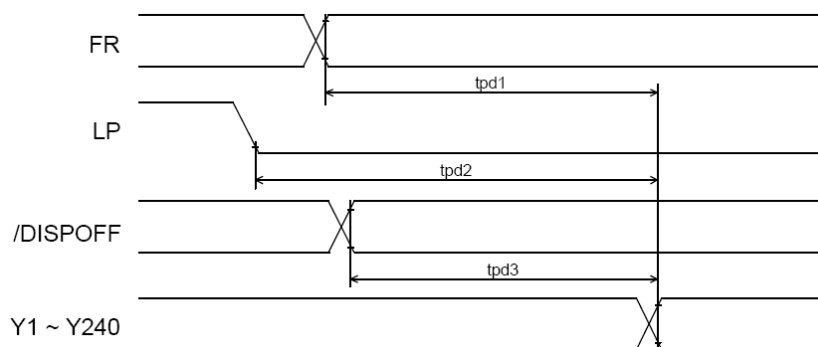 FR
tpd1
LP
tpd2
/DISPOFF
tpd3
Y1 ~ Y240